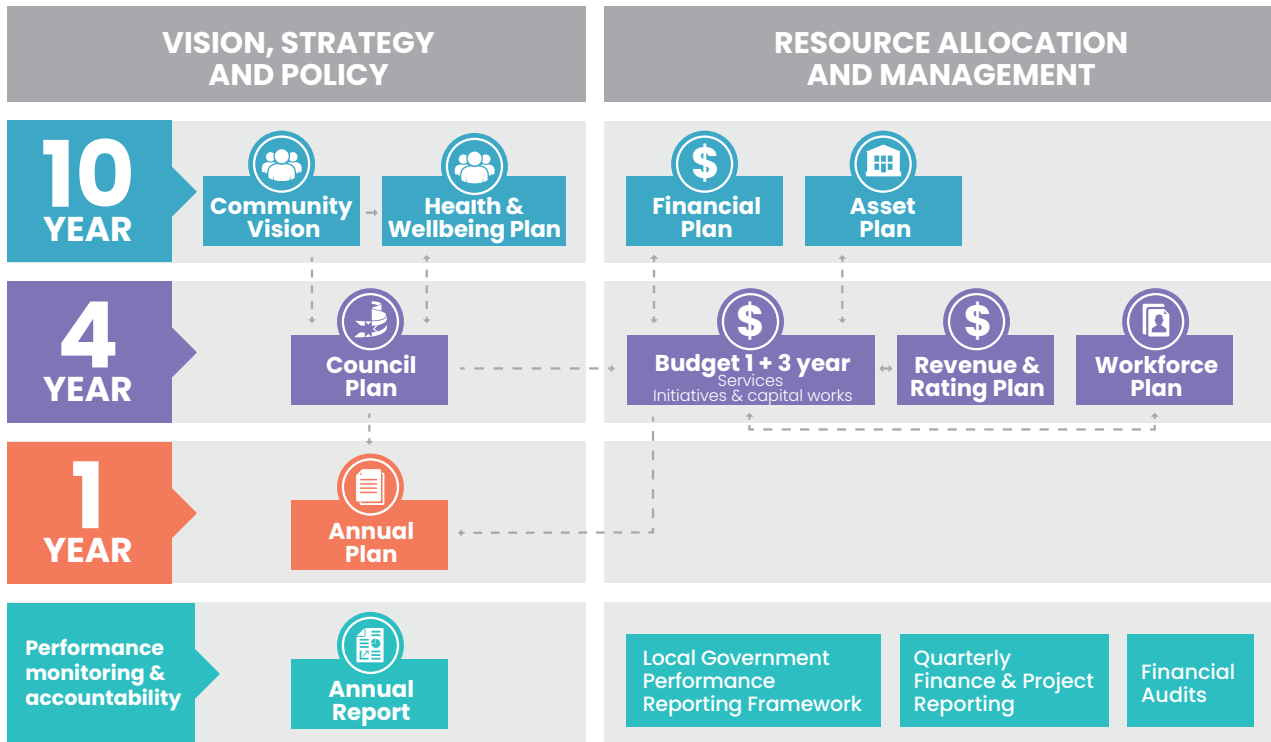 VISION, STRATEGY
AND POLICY
RESOURCE ALLOCATION
AND MANAGEMENT
10
YEAR
Community
Vision
Health &
Wellbeing Plan
$
Financial
Plan
Asset
Plan
4
YEAR
Council
Plan
$
Budget 1 + 3 year
Services
Initiatives & capital works
$
Revenue &
Rating Plan
Workforce
Plan
1
YEAR
Annual
Plan
Performance
monitoring &
accountability
Annual
Report
Local Government
Performance
Reporting Framework
Quarterly
Finance & Project
Reporting
Financial
Audits